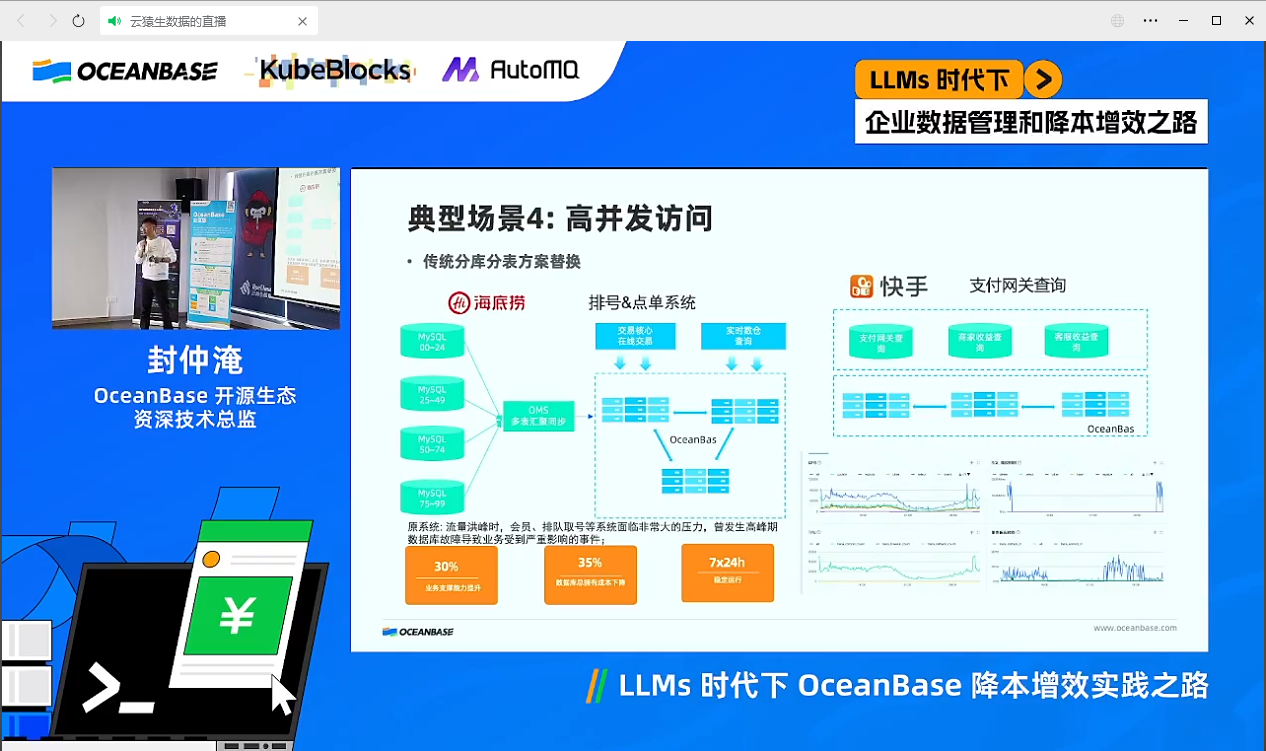 云猿生数据的直播
OCEANBASE
KubeBlocks
AutoMQ
LLMs 时代下
企业数据管理和降本增效之路
封仲淹
OceanBase 开源生态
资深技术总监
典型场景4: 高并发访问
• 传统分库分表方案替换
海底捞
排号&点单系统
MySQL
00~24
MySQL
25~49
MySQL
50~74
MySQL
75~99
OMS
多表汇聚同步
交易核心
在线交易
实时数仓
查询
OceanBas
原系统: 流量洪峰时，会员、排队取号等系统面临非常大的压力，曾发生高峰期
数据库故障导致业务受到严重影响的事件；
30%
业务支撑能力提升
35%
数据库总拥有成本下降
7x24h
稳定运行
快手
支付网关查询
支付网关查
询
商家收益查
询
客服收益查
询
OceanBas
OCEANBASE
www.oceanbase.com
¥
>_
LLMs 时代下 OceanBase 降本增效实践之路